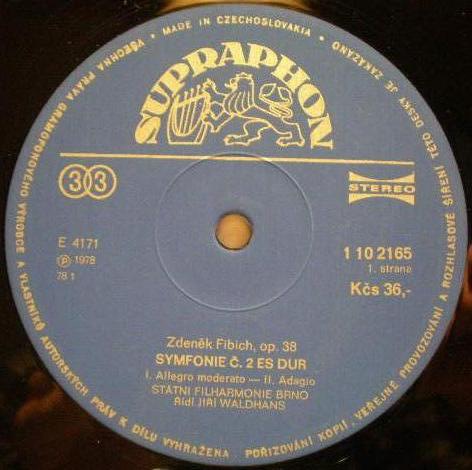 VŠECHNA PRÁVA GRAMOFONOVÉHO VÝROBCE A VLASTNÍKŮ AUTORSKÝCH PRÁV K DÍLU VYHRAŽENA
• MADE IN CZECHOSLOVAKIA •
POŘIZOVÁNÍ KOPIÍ, VEŘEJNÉ PROVOZOVÁNÍ A ROZHLASOVÉ ŠÍŘENÍ TÉTO DESKY JE ZAKÁZÁNO
SUPRAPHON
33
STEREO
E 4171
Ⓟ 1978
78 1
1 10 2165
1. strana
Kčs 36,-
Zdeněk Fibich, op. 38
SYMFONIE Č. 2 ES DUR
I. Allegro moderato — II. Adagio
STÁTNÍ FILHARMONIE BRNO
Řídí JIŘÍ WALDHANS